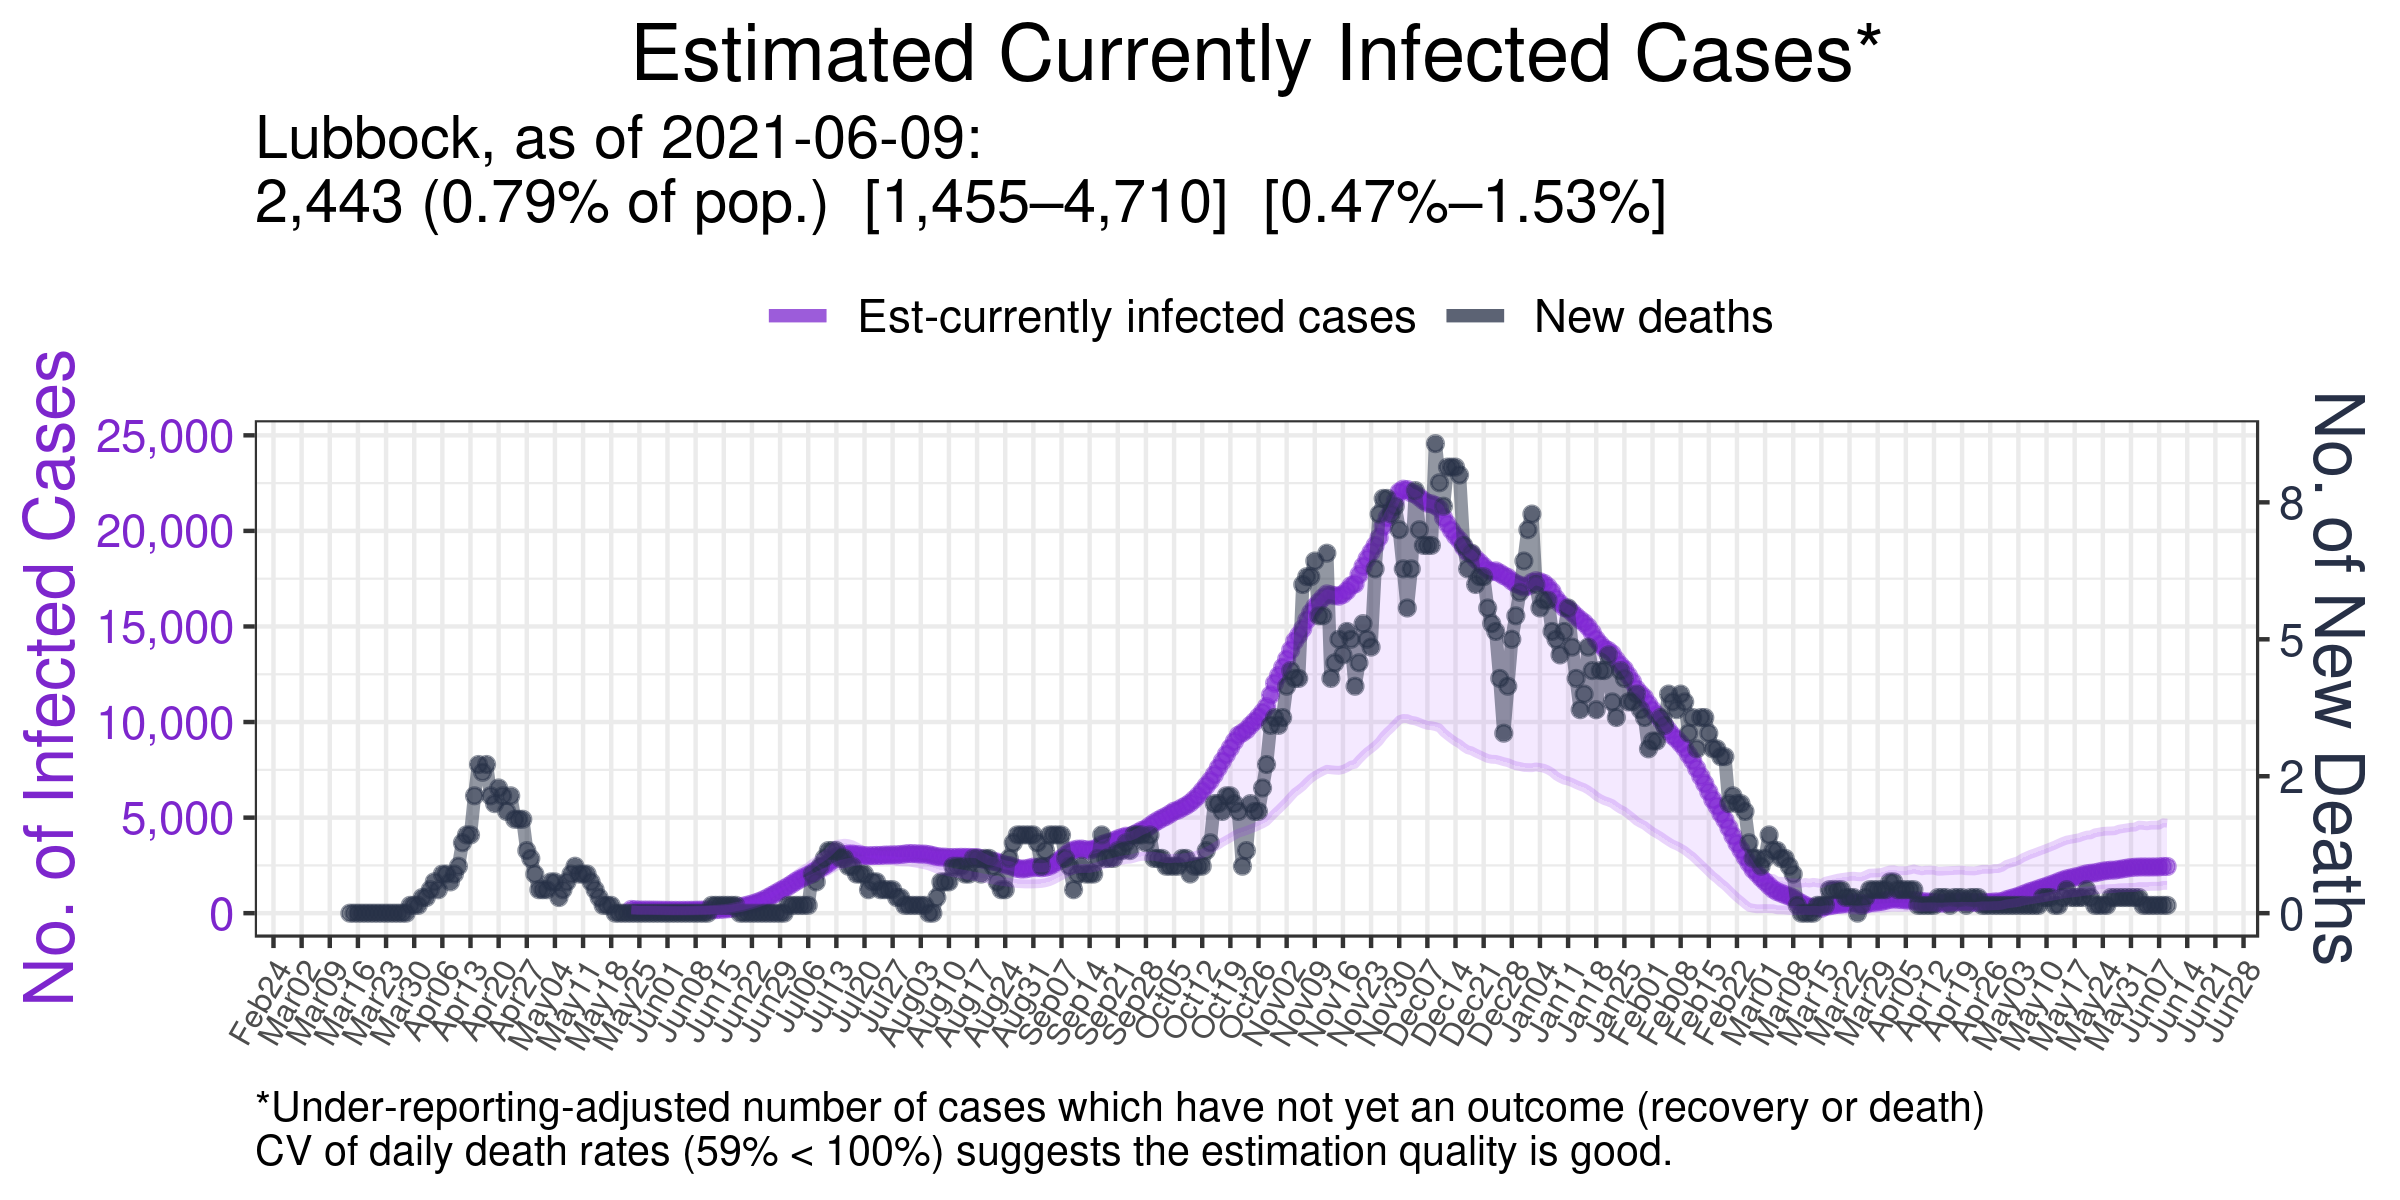 Estimated Currently Infected Cases*
Lubbock, as of 2021-06-09:
2,443 (0.79% of pop.) [1,455–4,710] [0.47%–1.53%]
Est-currently infected cases New deaths
No. of Infected Cases
25,000
20,000
15,000
10,000
5,000
0
8
5
2
0
No. of New Deaths
Feb24 Mar02 Mar09 Mar16 Mar23 Mar30 Apr06 Apr13 Apr20 Apr27 May04 May11 May18 May25 Jun01 Jun08 Jun15 Jun22 Jun29 Jul06 Jul13 Jul20 Jul27 Aug03 Aug10 Aug17 Aug24 Aug31 Sep07 Sep14 Sep21 Sep28 Oct05 Oct12 Oct19 Oct26 Nov02 Nov09 Nov16 Nov23 Nov30 Dec07 Dec14 Dec21 Dec28 Jan04 Jan11 Jan18 Jan25 Feb01 Feb08 Feb15 Feb22 Mar01 Mar08 Mar15 Mar22 Mar29 Apr05 Apr12 Apr19 Apr26 May03 May10 May17 May24 May31 Jun07 Jun14 Jun21 Jun28
*Under-reporting-adjusted number of cases which have not yet an outcome (recovery or death)
CV of daily death rates (59% < 100%) suggests the estimation quality is good.